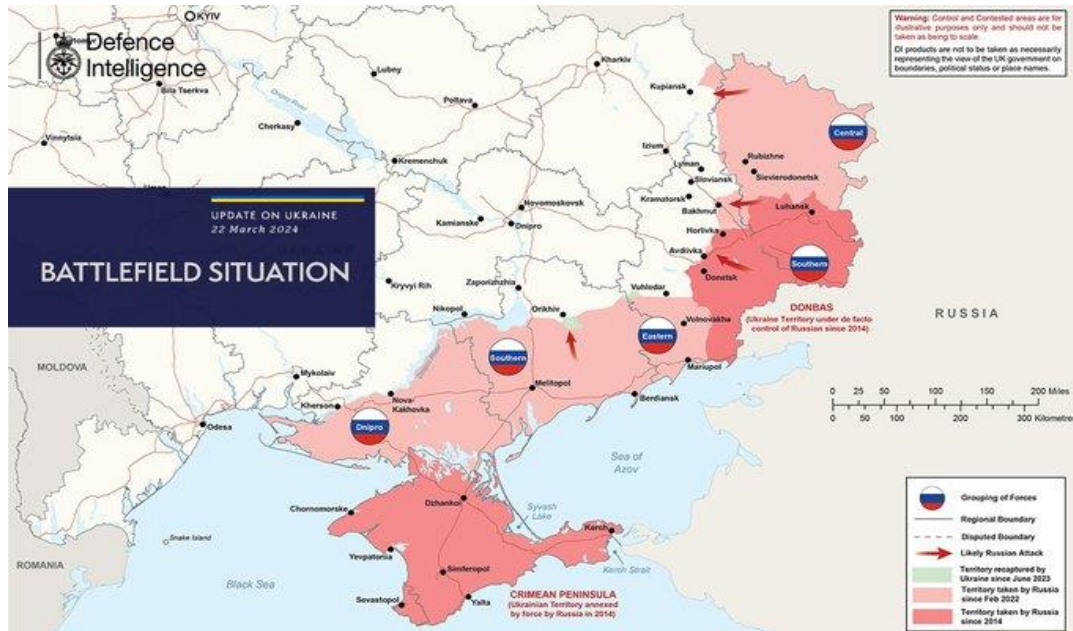 KYIV
Defence
Intelligence
Bila Tserkva
Vinnytsia
Cherkasy
Lubny
Poltava
Kremenchuk
Kharkiv
Kupiansk
Warning: Control and Contested areas are for
illustrative purposes only and should not be
taken as being to scale.
DI products are not to be taken as necessarily
representing the view of the UK government on
boundaries, political status or place names.
Central
Izium
Rubizhne
Lyman
Sievierodonetsk
Sloviansk
Kramatorsk
Bakhmut
Luhansk
Horlivka
Avdiivka
Donetsk
Southern
UPDATE ON UKRAINE
22 March 2024
BATTLEFIELD SITUATION
Novomoskovsk
Kamianske
Dnipro
Kryvyi Rih
Zaporizhzhia
Nikopol
Orikhiv
Vuhledar
Volnovakha
Eastern
Southern
DONBAS
(Ukraine Territory under de facto
control of Russian since 2014)
RUSSIA
MOLDOVA
Mykolaiv
Kherson
Nova-
Kakhovka
Dnipro
Odesa
Melitopol
Mariupol
Berdiansk
0 25 50 100 150 200 Miles
0 50 100 200 300 Kilometre
Sea of
Azov
Chornomorske
Dzhankoi
Syvash
Lake
Kerch
Kerch Strait
Snake Island
Yevpatoriia
Simferopol
Sevastopol
Yalta
ROMANIA
Black Sea
CRIMEAN PENINSULA
(Ukrainian Territory annexed
by force by Russia in 2014)
Grouping of Forces
Regional Boundary
Disputed Boundary
Likely Russian Attack
Territory recaptured by
Ukraine since June 2023
Territory taken by Russia
since Feb 2022
Territory taken by Russia
since 2014